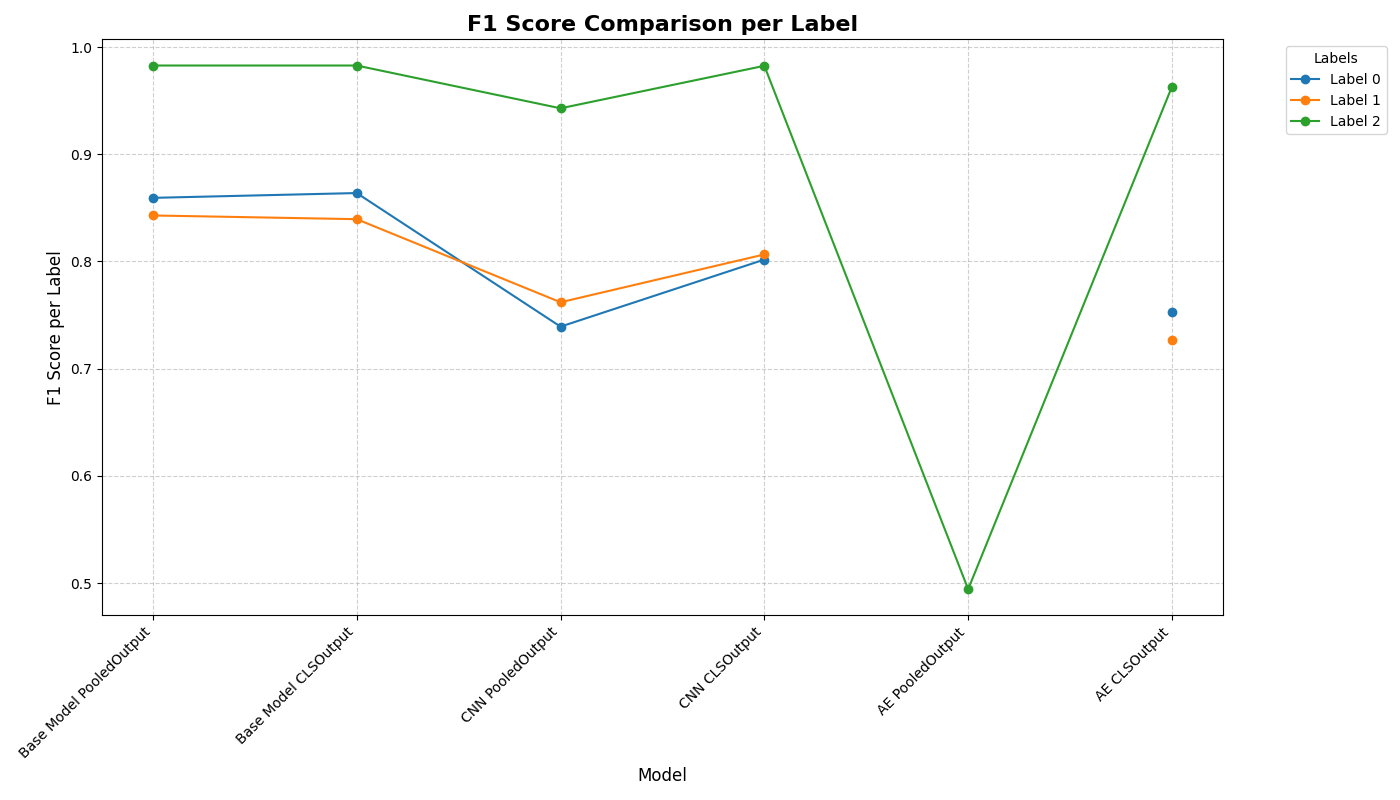 F1 Score Comparison per Label
Labels
Label 0
Label 1
Label 2
F1 Score per Label
1.0
0.9
0.8
0.7
0.6
0.5
Base Model PooledOutput
Base Model CLSOutput
CNN PooledOutput
CNN CLSOutput
AE PooledOutput
AE CLSOutput
Model